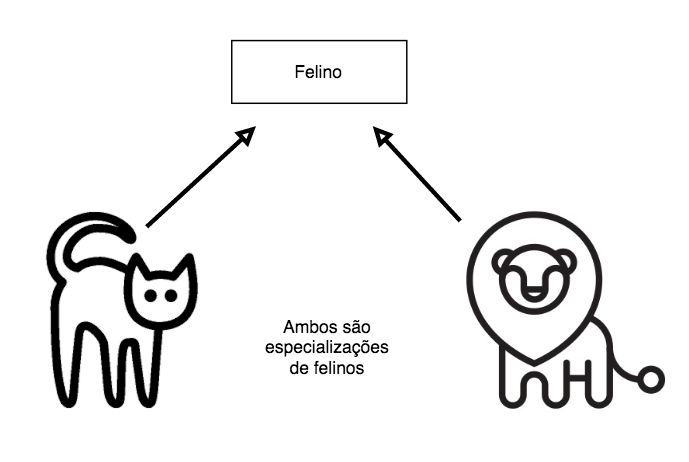 Felino
Ambos são
especializações
de felinos